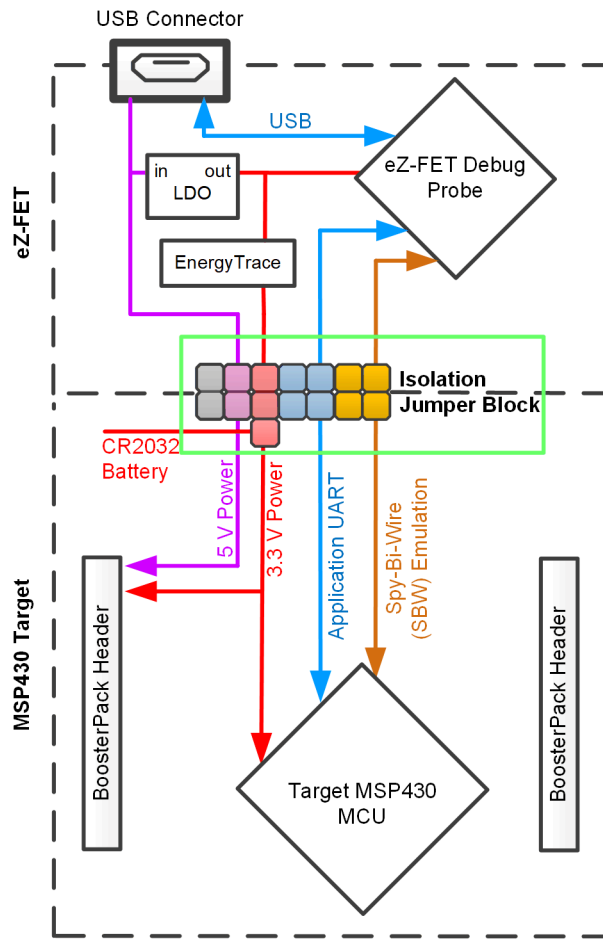 USB Connector
USB
eZ-FET Debug
Probe
in out
LDO
EnergyTrace
eZ-FET
Isolation
Jumper Block
CR2032
Battery
5 V Power
3.3 V Power
Application UART
Spy-Bi-Wire
(SBW) Emulation
MSP430 Target
BoosterPack Header
BoosterPack Header
Target MSP430
MCU